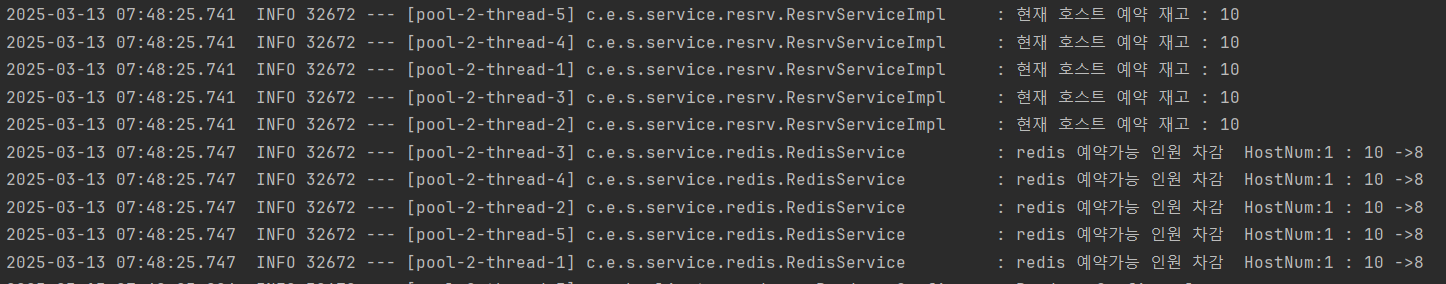 2025-03-13 07:48:25.741  INFO 32672 --- [pool-2-thread-5] c.e.s.service.resrv.ResrvServiceImpl     : 현재 호스트 예약 재고 : 10
2025-03-13 07:48:25.741  INFO 32672 --- [pool-2-thread-4] c.e.s.service.resrv.ResrvServiceImpl     : 현재 호스트 예약 재고 : 10
2025-03-13 07:48:25.741  INFO 32672 --- [pool-2-thread-1] c.e.s.service.resrv.ResrvServiceImpl     : 현재 호스트 예약 재고 : 10
2025-03-13 07:48:25.741  INFO 32672 --- [pool-2-thread-3] c.e.s.service.resrv.ResrvServiceImpl     : 현재 호스트 예약 재고 : 10
2025-03-13 07:48:25.741  INFO 32672 --- [pool-2-thread-2] c.e.s.service.resrv.ResrvServiceImpl     : 현재 호스트 예약 재고 : 10
2025-03-13 07:48:25.747  INFO 32672 --- [pool-2-thread-3] c.e.s.service.redis.RedisService         : redis 예약가능 인원 차감  HostNum:1 : 10 ->8
2025-03-13 07:48:25.747  INFO 32672 --- [pool-2-thread-4] c.e.s.service.redis.RedisService         : redis 예약가능 인원 차감  HostNum:1 : 10 ->8
2025-03-13 07:48:25.747  INFO 32672 --- [pool-2-thread-2] c.e.s.service.redis.RedisService         : redis 예약가능 인원 차감  HostNum:1 : 10 ->8
2025-03-13 07:48:25.747  INFO 32672 --- [pool-2-thread-5] c.e.s.service.redis.RedisService         : redis 예약가능 인원 차감  HostNum:1 : 10 ->8
2025-03-13 07:48:25.747  INFO 32672 --- [pool-2-thread-1] c.e.s.service.redis.RedisService         : redis 예약가능 인원 차감  HostNum:1 : 10 ->8